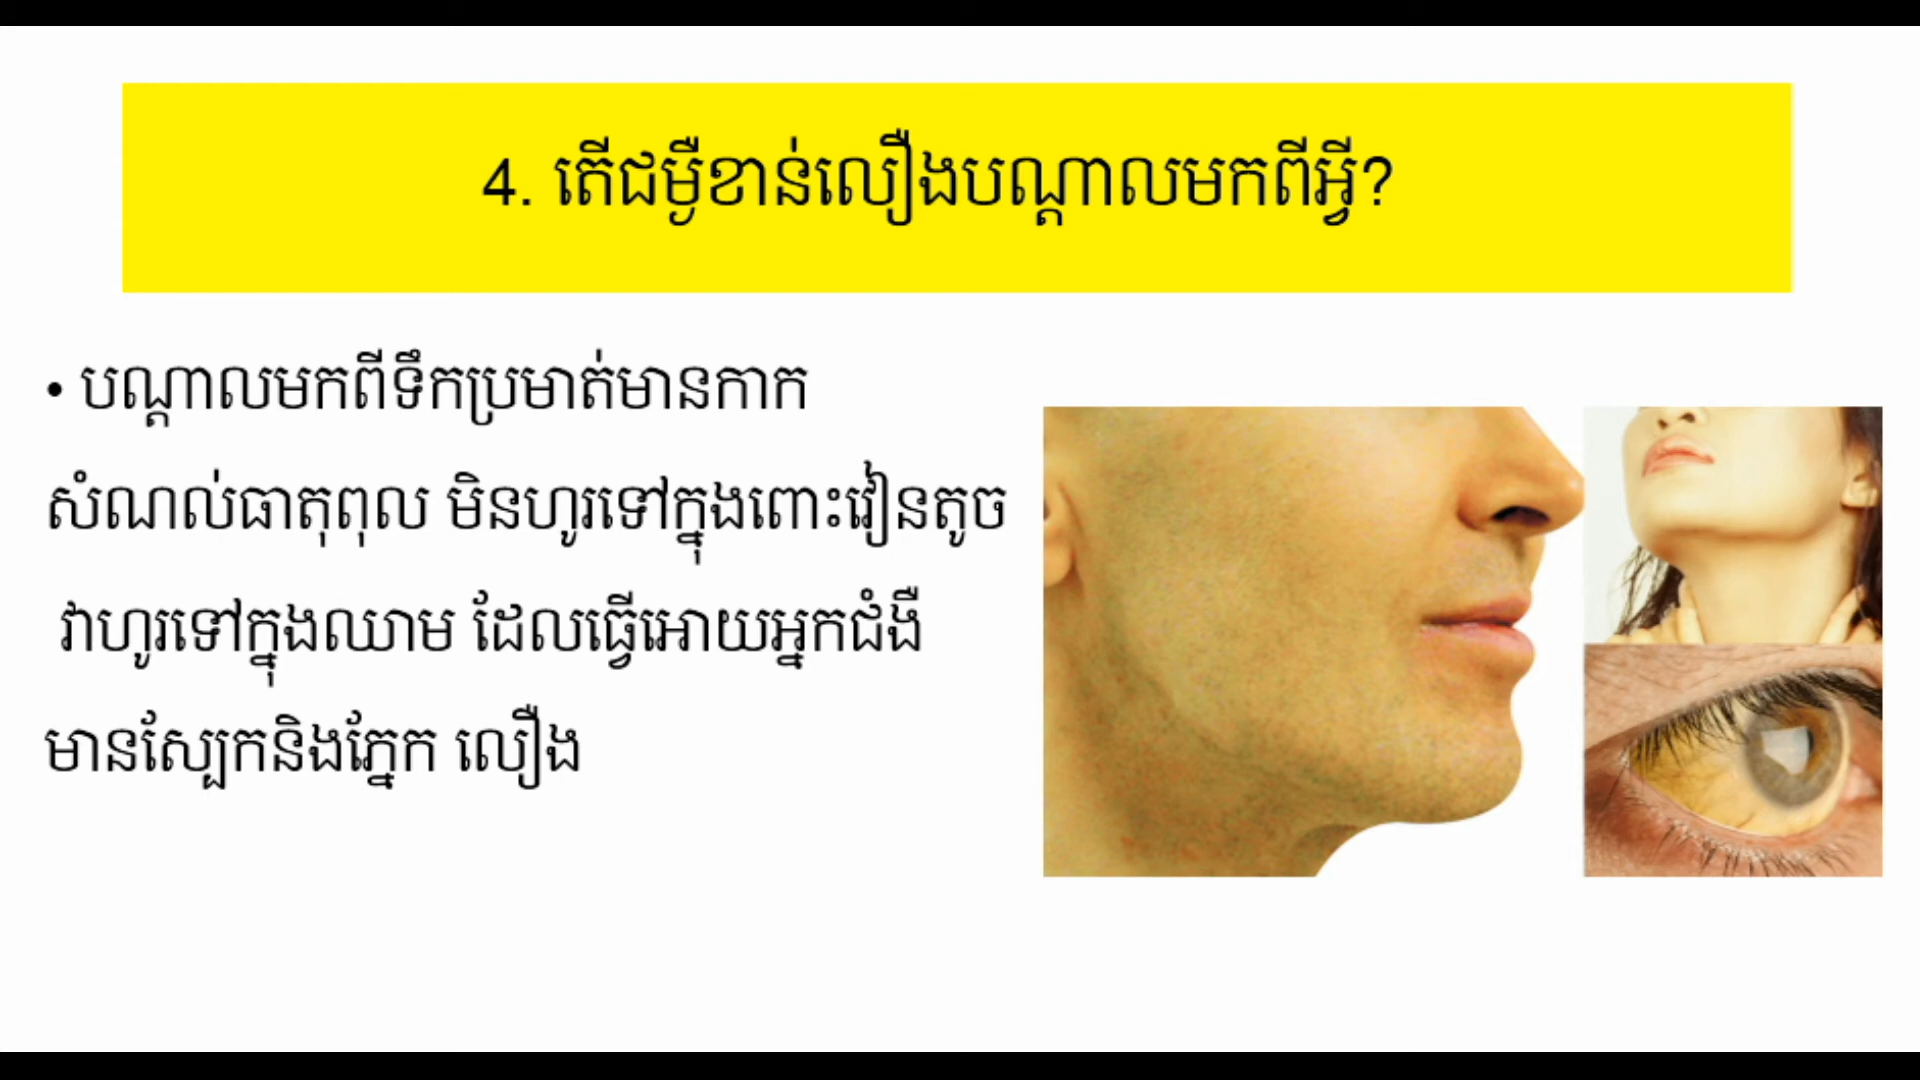 4. តើជម្ងឺខាន់លឿងបណ្តាលមកពីអ្វី?
• បណ្តាលមកពីទឹកប្រមាត់មានកាក
សំណល់ធាតុពុល មិនហូរទៅក្នុងពោះវៀនតូច
វាហូរទៅក្នុងឈាម ដែលធ្វើអោយអ្នកជំងឺ
មានស្បែកនិងភ្នែក លឿង